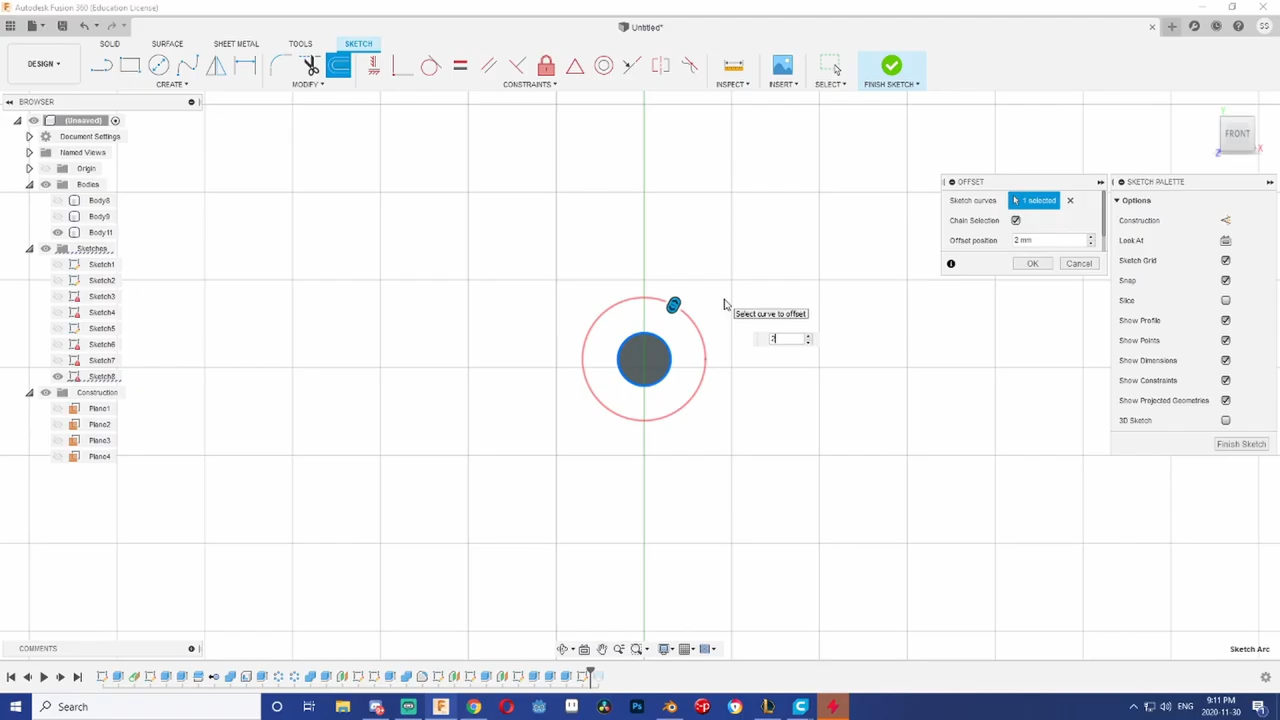 Autodesk Fusion 360 (Education License)
Untitled*
SS
SOLID
SURFACE
SHEET METAL
TOOLS
SKETCH
DESIGN
CREATE
MODIFY
CONSTRAINTS
INSPECT
INSERT
SELECT
FINISH SKETCH
BROWSER
(Unsaved)
Document Settings
Named Views
Origin
Bodies
Body8
Body9
Body11
Sketches
Sketch1
Sketch2
Sketch3
Sketch4
Sketch5
Sketch6
Sketch7
Sketch8
Construction
Plane1
Plane2
Plane3
Plane4
Y
FRONT
Z
X
OFFSET
Sketch curves
1 selected
Chain Selection
Offset position
2 mm
OK
Cancel
SKETCH PALETTE
Options
Construction
Look At
Sketch Grid
Snap
Slice
Show Profile
Show Points
Show Dimensions
Show Constraints
Show Projected Geometries
3D Sketch
Finish Sketch
Select curve to offset
2
COMMENTS
Sketch Arc
Search
Ps
ENG
9:11 PM
2020-11-30